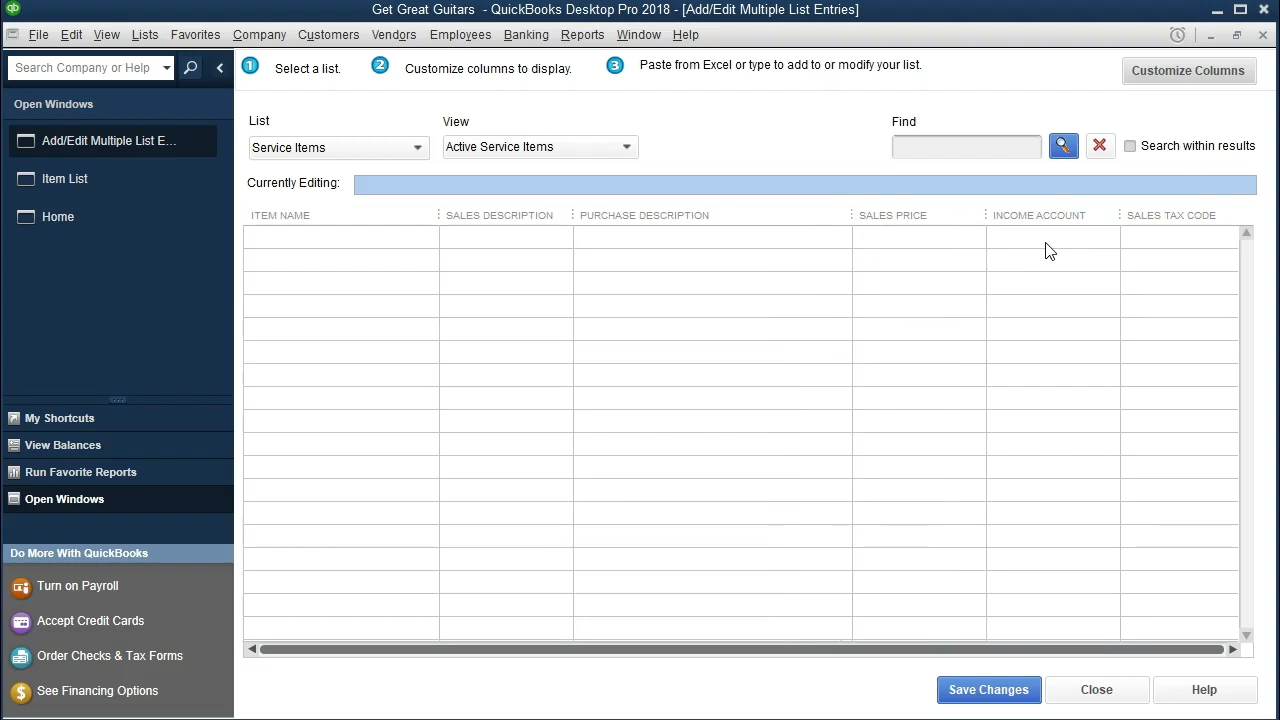 qb Get Great Guitars - QuickBooks Desktop Pro 2018 - [Add/Edit Multiple List Entries]
File Edit View Lists Favorites Company Customers Vendors Employees Banking Reports Window Help
Search Company or Help
1 Select a list. 2 Customize columns to display. 3 Paste from Excel or type to add to or modify your list.
Customize Columns
Open Windows
Add/Edit Multiple List E...
Item List
Home
My Shortcuts
View Balances
Run Favorite Reports
Open Windows
Do More With QuickBooks
Turn on Payroll
Accept Credit Cards
Order Checks & Tax Forms
$ See Financing Options
List View Find
Service Items Active Service Items Search within results
Currently Editing:
ITEM NAME SALES DESCRIPTION PURCHASE DESCRIPTION SALES PRICE INCOME ACCOUNT SALES TAX CODE
Save Changes Close Help